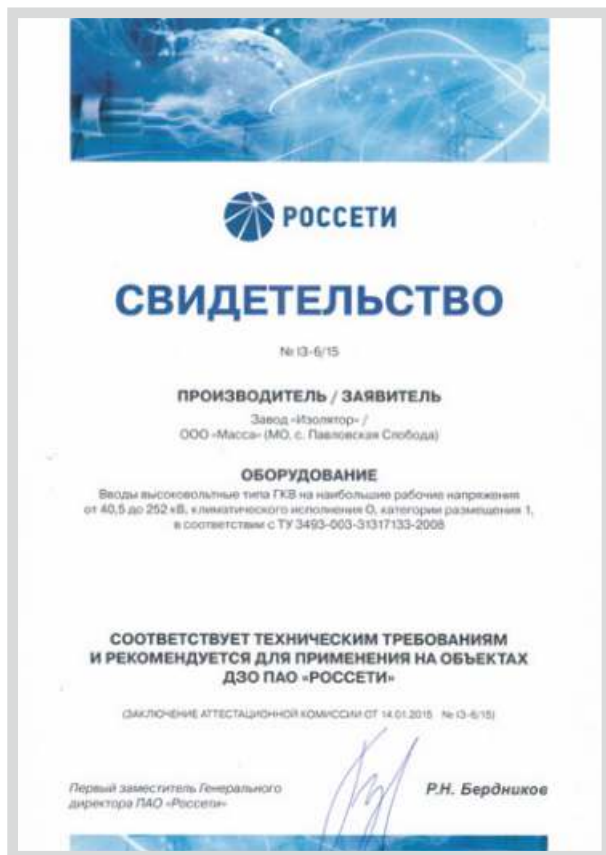 РОССЕТИ
СВИДЕТЕЛЬСТВО
№ I3-6/15
ПРОИЗВОДИТЕЛЬ / ЗАЯВИТЕЛЬ
Завод «Изолятор» /
ООО «Масса» (МО, с. Павловская Слобода)
ОБОРУДОВАНИЕ
Вводы высоковольтные типа ГКВ на наибольшие рабочие напряжения
от 40,5 до 252 кВ, климатического исполнения О, категории размещения 1,
в соответствии с ТУ 3493-003-31317133-2008
СООТВЕТСТВУЕТ ТЕХНИЧЕСКИМ ТРЕБОВАНИЯМ
И РЕКОМЕНДУЕТСЯ ДЛЯ ПРИМЕНЕНИЯ НА ОБЪЕКТАХ
ДЗО ПАО «РОССЕТИ»
(ЗАКЛЮЧЕНИЕ АТТЕСТАЦИОННОЙ КОМИССИИ ОТ 14.01.2015 № I3-6/15)
Первый заместитель Генерального
директора ПАО «Россети»
Р.Н. Бердников